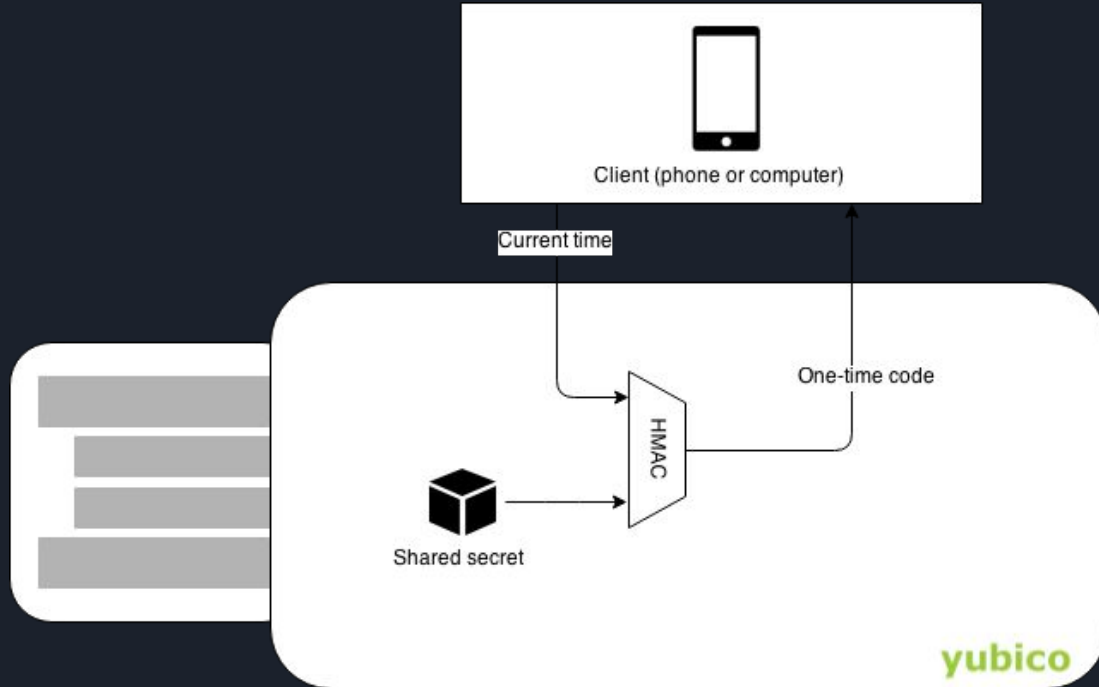 Client (phone or computer)
Current time
One-time code
HMAC
Shared secret
yubico